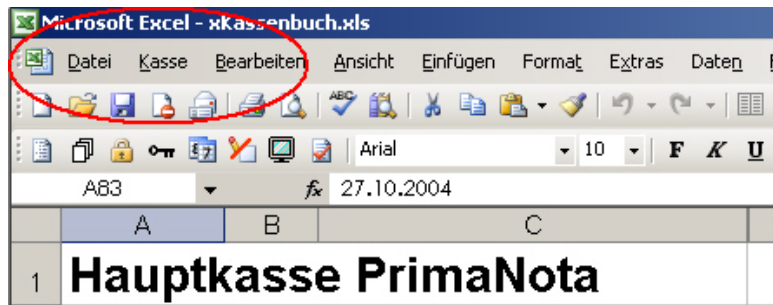 Microsoft Excel - xKassenbuch.xls
Datei Kasse Bearbeiten Ansicht Einfügen Format Extras Daten
ABC
Arial 10 F K U
A83 fx 27.10.2004
A B C
1 Hauptkasse PrimaNota